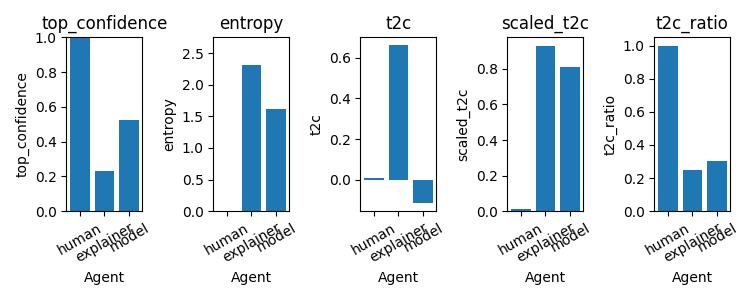 top_confidence
top_confidence
1.0
0.8
0.6
0.4
0.2
0.0
human
explainer
model
Agent
entropy
entropy
2.5
2.0
1.5
1.0
0.5
0.0
human
explainer
model
Agent
t2c
t2c
0.6
0.4
0.2
0.0
human
explainer
model
Agent
scaled_t2c
scaled_t2c
0.8
0.6
0.4
0.2
0.0
human
explainer
model
Agent
t2c_ratio
t2c_ratio
1.0
0.8
0.6
0.4
0.2
0.0
human
explainer
model
Agent